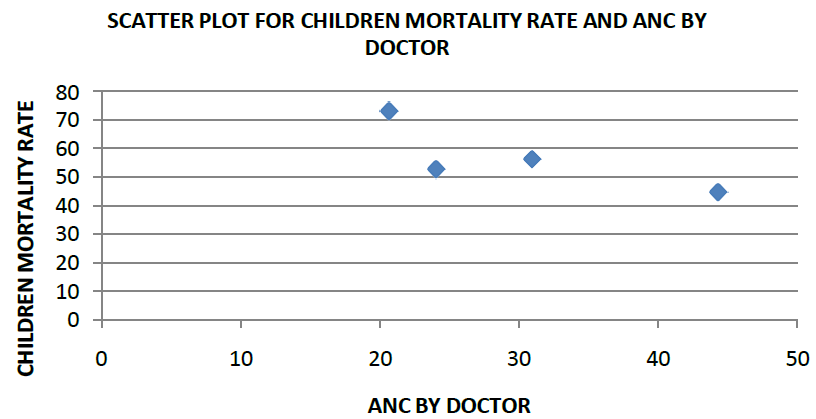 SCATTER PLOT FOR CHILDREN MORTALITY RATE AND ANC BY
DOCTOR
CHILDREN MORTALITY RATE
80
70
60
50
40
30
20
10
0
0 10 20 30 40 50
ANC BY DOCTOR